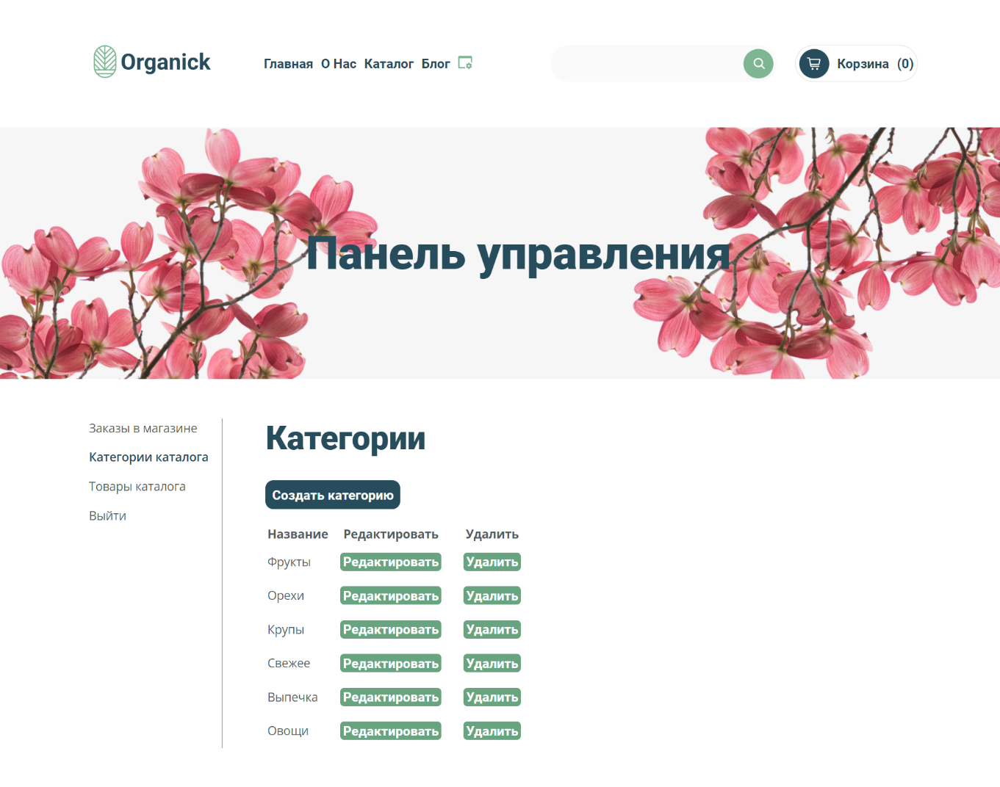 Organick
Главная О Нас Каталог Блог
Корзина (0)
Панель управления
Заказы в магазине
Категории каталога
Товары каталога
Выйти
Категории
Создать категорию
Название Редактировать Удалить
Фрукты Редактировать Удалить
Орехи Редактировать Удалить
Крупы Редактировать Удалить
Свежее Редактировать Удалить
Выпечка Редактировать Удалить
Овощи Редактировать Удалить